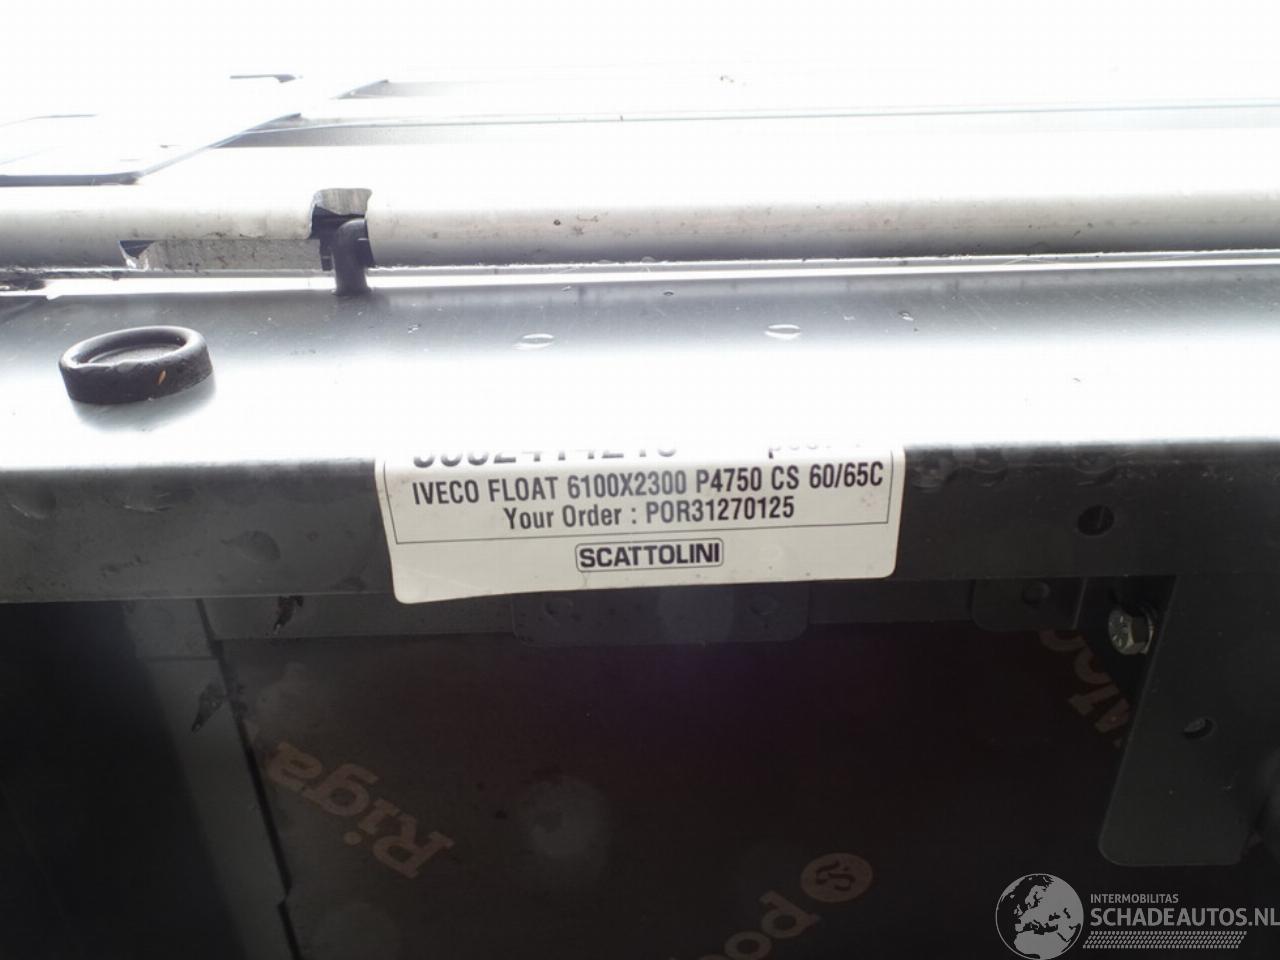 IVECO FLOAT 6100X2300 P4750 CS 60/65C
Your Order : POR31270125
SCATTOLINI
Riga
INTERMOBILITAS
SCHADEAUTOS.NL